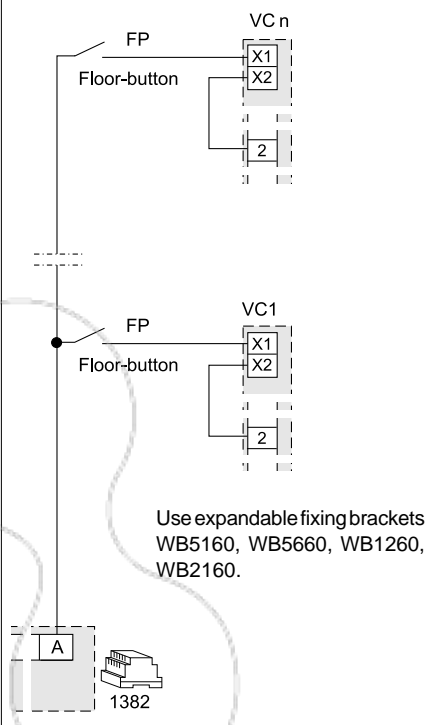 VC n
FP
X1
Floor-button
X2
2
VC1
FP
X1
Floor-button
X2
2
Use expandable fixing brackets
WB5160, WB5660, WB1260,
WB2160.
A
1382